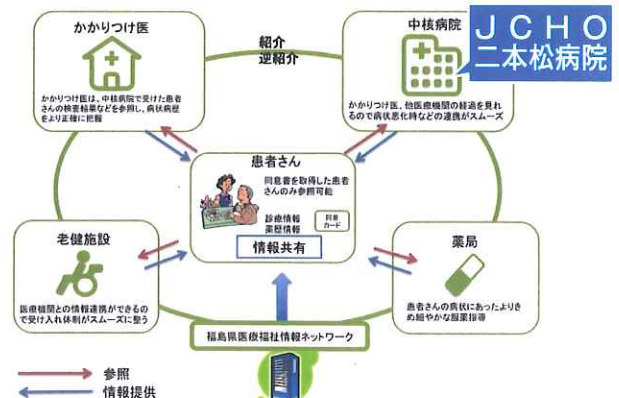 かかりつけ医
かかりつけ医は、中核病院で受けた患者
さんの検査結果などを参照し、病状病歴
をより正確に把握
紹介
逆紹介
中核病院
JCHO
二本松病院
かかりつけ医、他医療機関の経過を見れ
るので病状悪化時などの連携がスムーズ
患者さん
同意書を取得した患者
さんのみ参照可能
診療情報
薬歴情報
同意
カード
情報共有
老健施設
医療機関との情報連携ができるの
で受け入れ体制がスムーズに整う
薬局
患者さんの病状にあったよりき
め細やかな服薬指導
福島県医療福祉情報ネットワーク
参照
情報提供